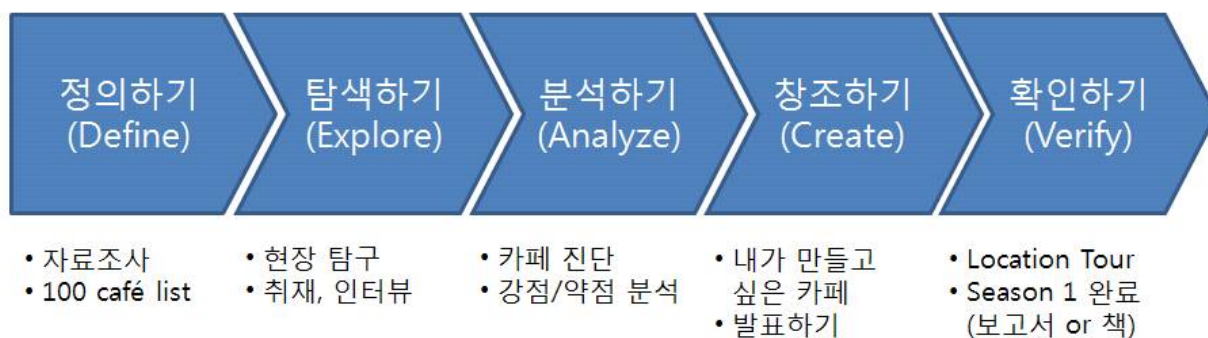 정의하기
(Define)
탐색하기
(Explore)
분석하기
(Analyze)
창조하기
(Create)
확인하기
(Verify)
• 자료조사
• 100 café list
• 현장 탐구
• 취재, 인터뷰
• 카페 진단
• 강점/약점 분석
• 내가 만들고
싶은 카페
• 발표하기
• Location Tour
• Season 1 완료
(보고서 or 책)